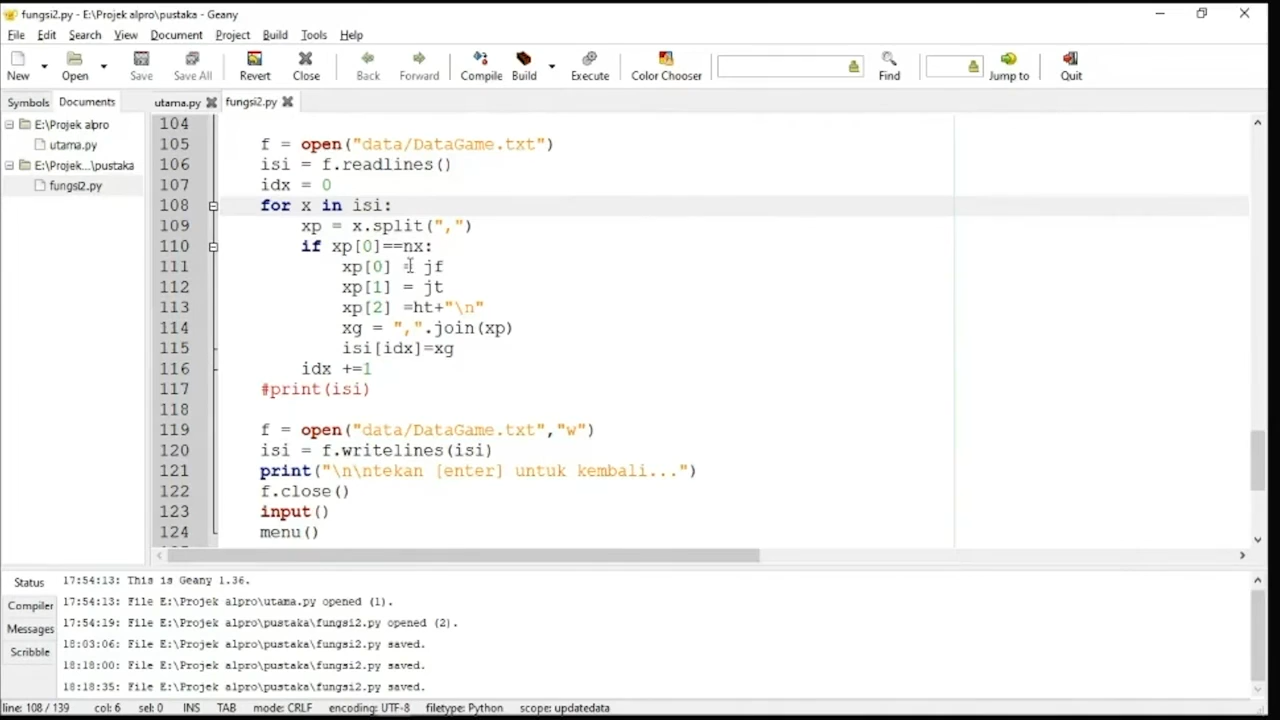 fungsi2.py - E:\Projek alpro\pustaka - Geany
File Edit Search View Document Project Build Tools Help
New Open Save Save All Revert Close Back Forward Compile Build Execute Color Chooser Find Jump to Quit
Symbols Documents utama.py fungsi2.py
E:\Projek alpro
utama.py
E:\Projek...\pustaka
fungsi2.py
104
105 f = open("data/DataGame.txt")
106 isi = f.readlines()
107 idx = 0
108 for x in isi:
109 xp = x.split(",")
110 if xp[0]==nx:
111 xp[0] = jf
112 xp[1] = jt
113 xp[2] =ht+"\n"
114 xg = ",".join(xp)
115 isi[idx]=xg
116 idx +=1
117 #print(isi)
118
119 f = open("data/DataGame.txt","w")
120 isi = f.writelines(isi)
121 print("\n\ntekan [enter] untuk kembali...")
122 f.close()
123 input()
124 menu()
Status
Compiler
Messages
Scribble
17:54:13: This is Geany 1.36.
17:54:13: File E:\Projek alpro\utama.py opened (1).
17:54:19: File E:\Projek alpro\pustaka\fungsi2.py opened (2).
18:03:06: File E:\Projek alpro\pustaka\fungsi2.py saved.
18:18:00: File E:\Projek alpro\pustaka\fungsi2.py saved.
18:18:35: File E:\Projek alpro\pustaka\fungsi2.py saved.
line: 108 / 139 col: 6 sel: 0 INS TAB mode: CRLF encoding: UTF-8 filetype: Python scope: updatedata